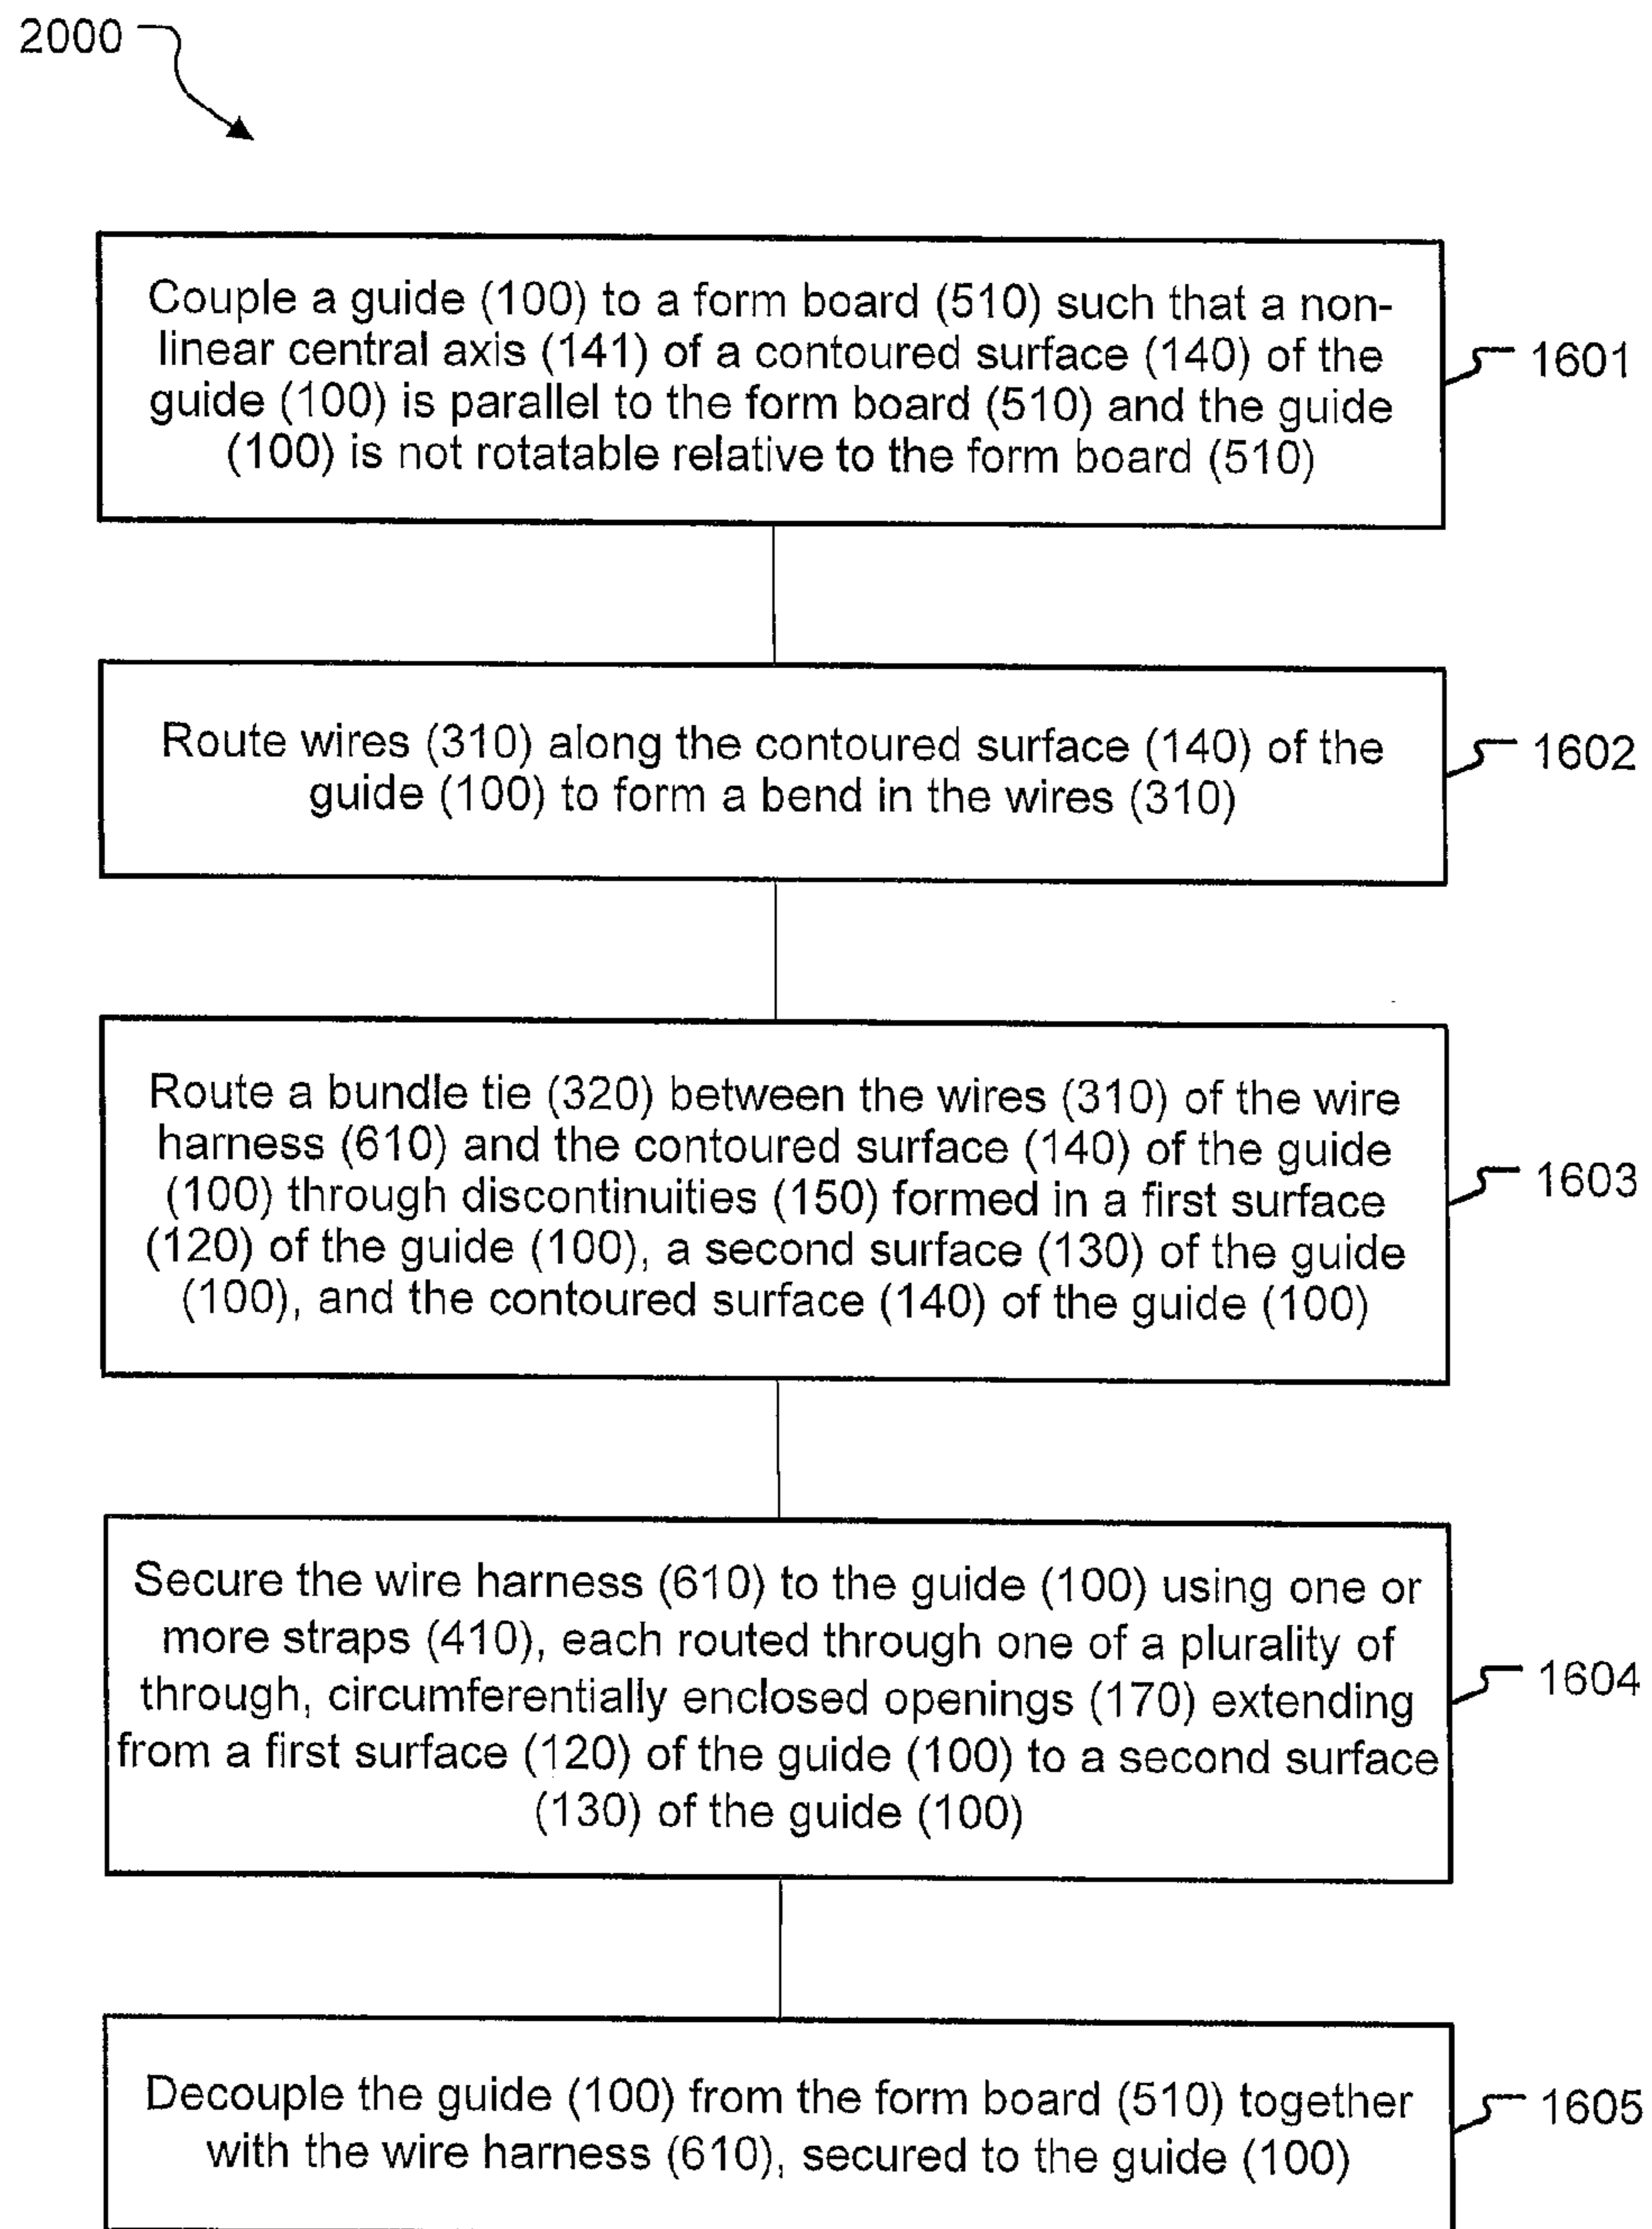 2000
Couple a guide (100) to a form board (510) such that a non-
linear central axis (141) of a contoured surface (140) of the
guide (100) is parallel to the form board (510) and the guide
(100) is not rotatable relative to the form board (510)
1601
Route wires (310) along the contoured surface (140) of the
guide (100) to form a bend in the wires (310)
1602
Route a bundle tie (320) between the wires (310) of the wire
harness (610) and the contoured surface (140) of the guide
(100) through discontinuities (150) formed in a first surface
(120) of the guide (100), a second surface (130) of the guide
(100), and the contoured surface (140) of the guide (100)
1603
Secure the wire harness (610) to the guide (100) using one or
more straps (410), each routed through one of a plurality of
through, circumferentially enclosed openings (170) extending
from a first surface (120) of the guide (100) to a second surface
(130) of the guide (100)
1604
Decouple the guide (100) from the form board (510) together
with the wire harness (610), secured to the guide (100)
1605